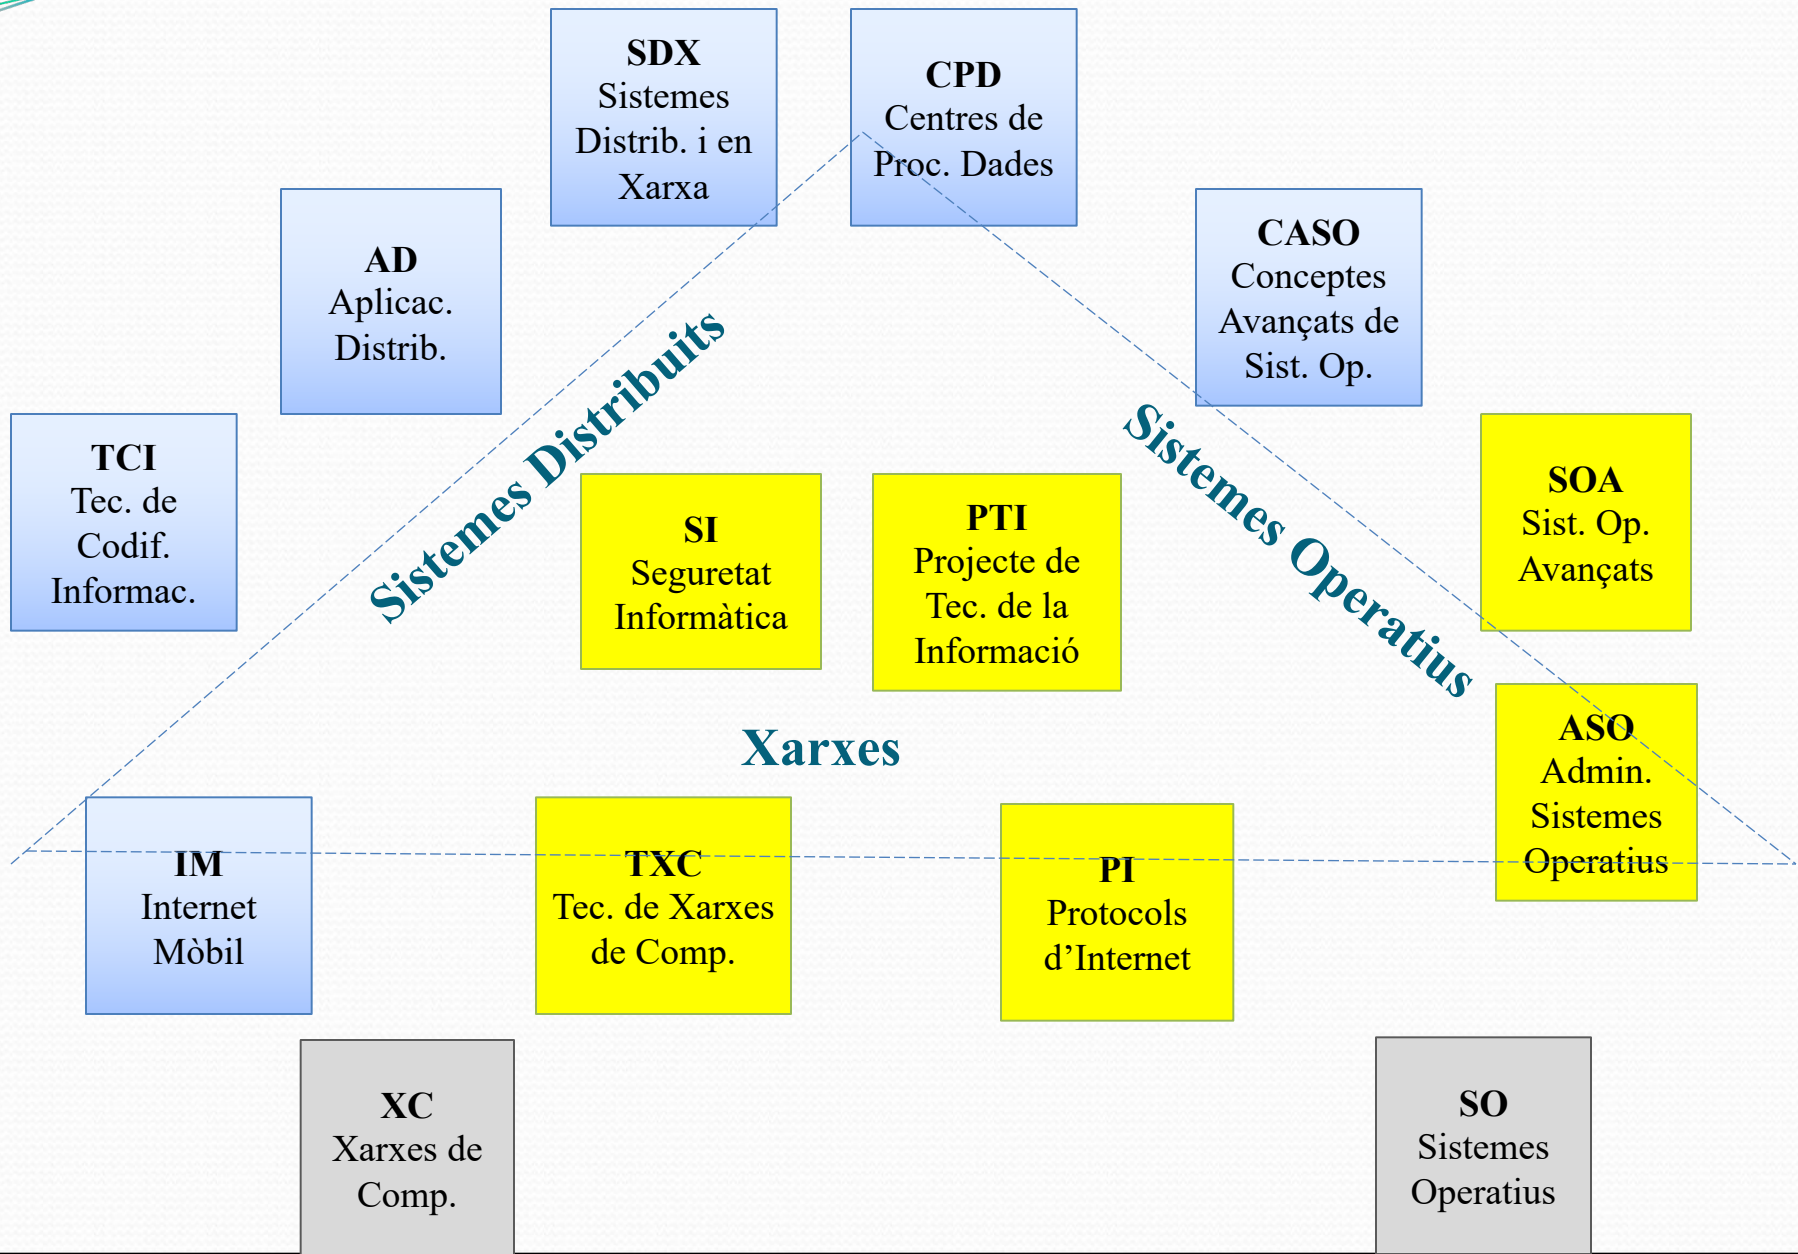 SDX
Sistemes
Distrib. i en
Xarxa
CPD
Centres de
Proc. Dades
AD
Aplicac.
Distrib.
CASO
Conceptes
Avançats de
Sist. Op.
TCI
Tec. de
Codif.
Informac.
Sistemes Distribuits
SI
Seguretat
Informàtica
PTI
Projecte de
Tec. de la
Informació
Sistemes Operatius
SOA
Sist. Op.
Avançats
Xarxes
ASO
Admin.
Sistemes
Operatius
IM
Internet
Mòbil
TXC
Tec. de Xarxes
de Comp.
PI
Protocols
d’Internet
XC
Xarxes de
Comp.
SO
Sistemes
Operatius